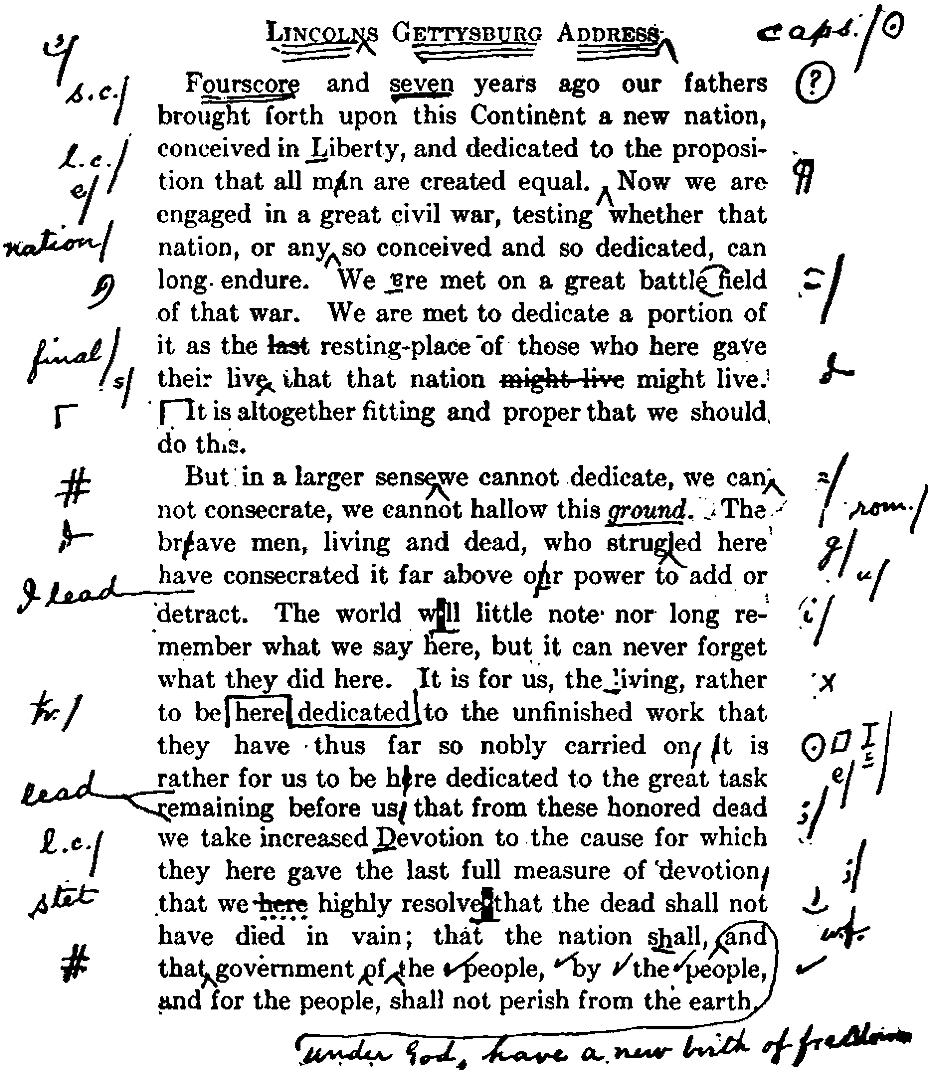 LINCOLNS GETTYSBURG ADDRESS caps./⊙
s.c./ Fourscore and seven years ago our fathers ?
brought forth upon this Continent a new nation,
l.c./ conceived in Liberty, and dedicated to the proposi-
e/ tion that all m/n are created equal. Now we are ¶
engaged in a great civil war, testing whether that
nation/ nation, or any so conceived and so dedicated, can
long endure. We are met on a great battle field =/
of that war. We are met to dedicate a portion of
final/ it as the last resting-place of those who here gave
s/ their live that that nation might live might live.
It is altogether fitting and proper that we should
do this.
# But in a larger sensewe cannot dedicate, we can =/
not consecrate, we cannot hallow this ground. The rom./
br/ave men, living and dead, who strugled here g/
lead have consecrated it far above o/r power to add or u/
detract. The world will little note nor long re- i/
member what we say here, but it can never forget
what they did here. It is for us, the living, rather x
tr./ to be here dedicated to the unfinished work that
they have thus far so nobly carried on, /t is ⊙ □ I/
rather for us to be h/re dedicated to the great task e/
lead remaining before us/ that from these honored dead ;/
l.c./ we take increased Devotion to the cause for which
they here gave the last full measure of devotion/ ;/
stet that we here highly resolve that the dead shall not
have died in vain; that the nation shall, and w.f.
# that government of the people, by the people, ✓
and for the people, shall not perish from the earth.
under God, have a new birth of freedom